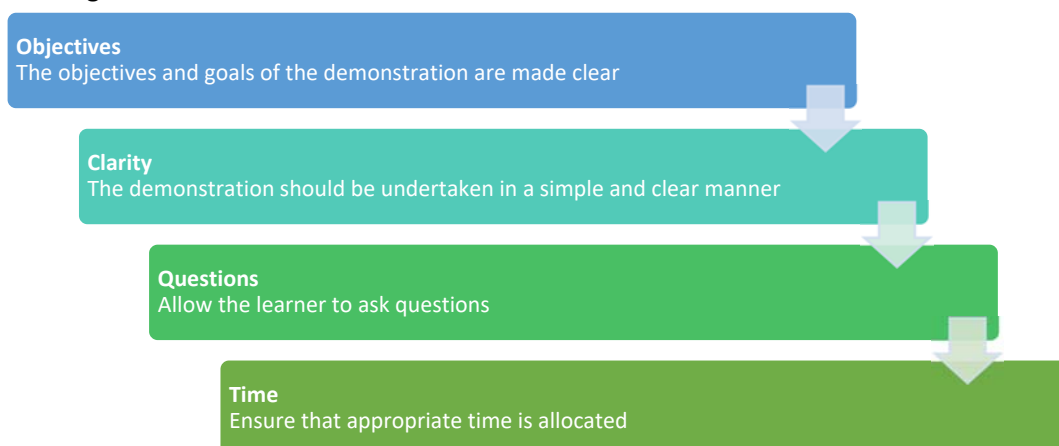 Objectives
The objectives and goals of the demonstration are made clear
Clarity
The demonstration should be undertaken in a simple and clear manner
Questions
Allow the learner to ask questions
Time
Ensure that appropriate time is allocated